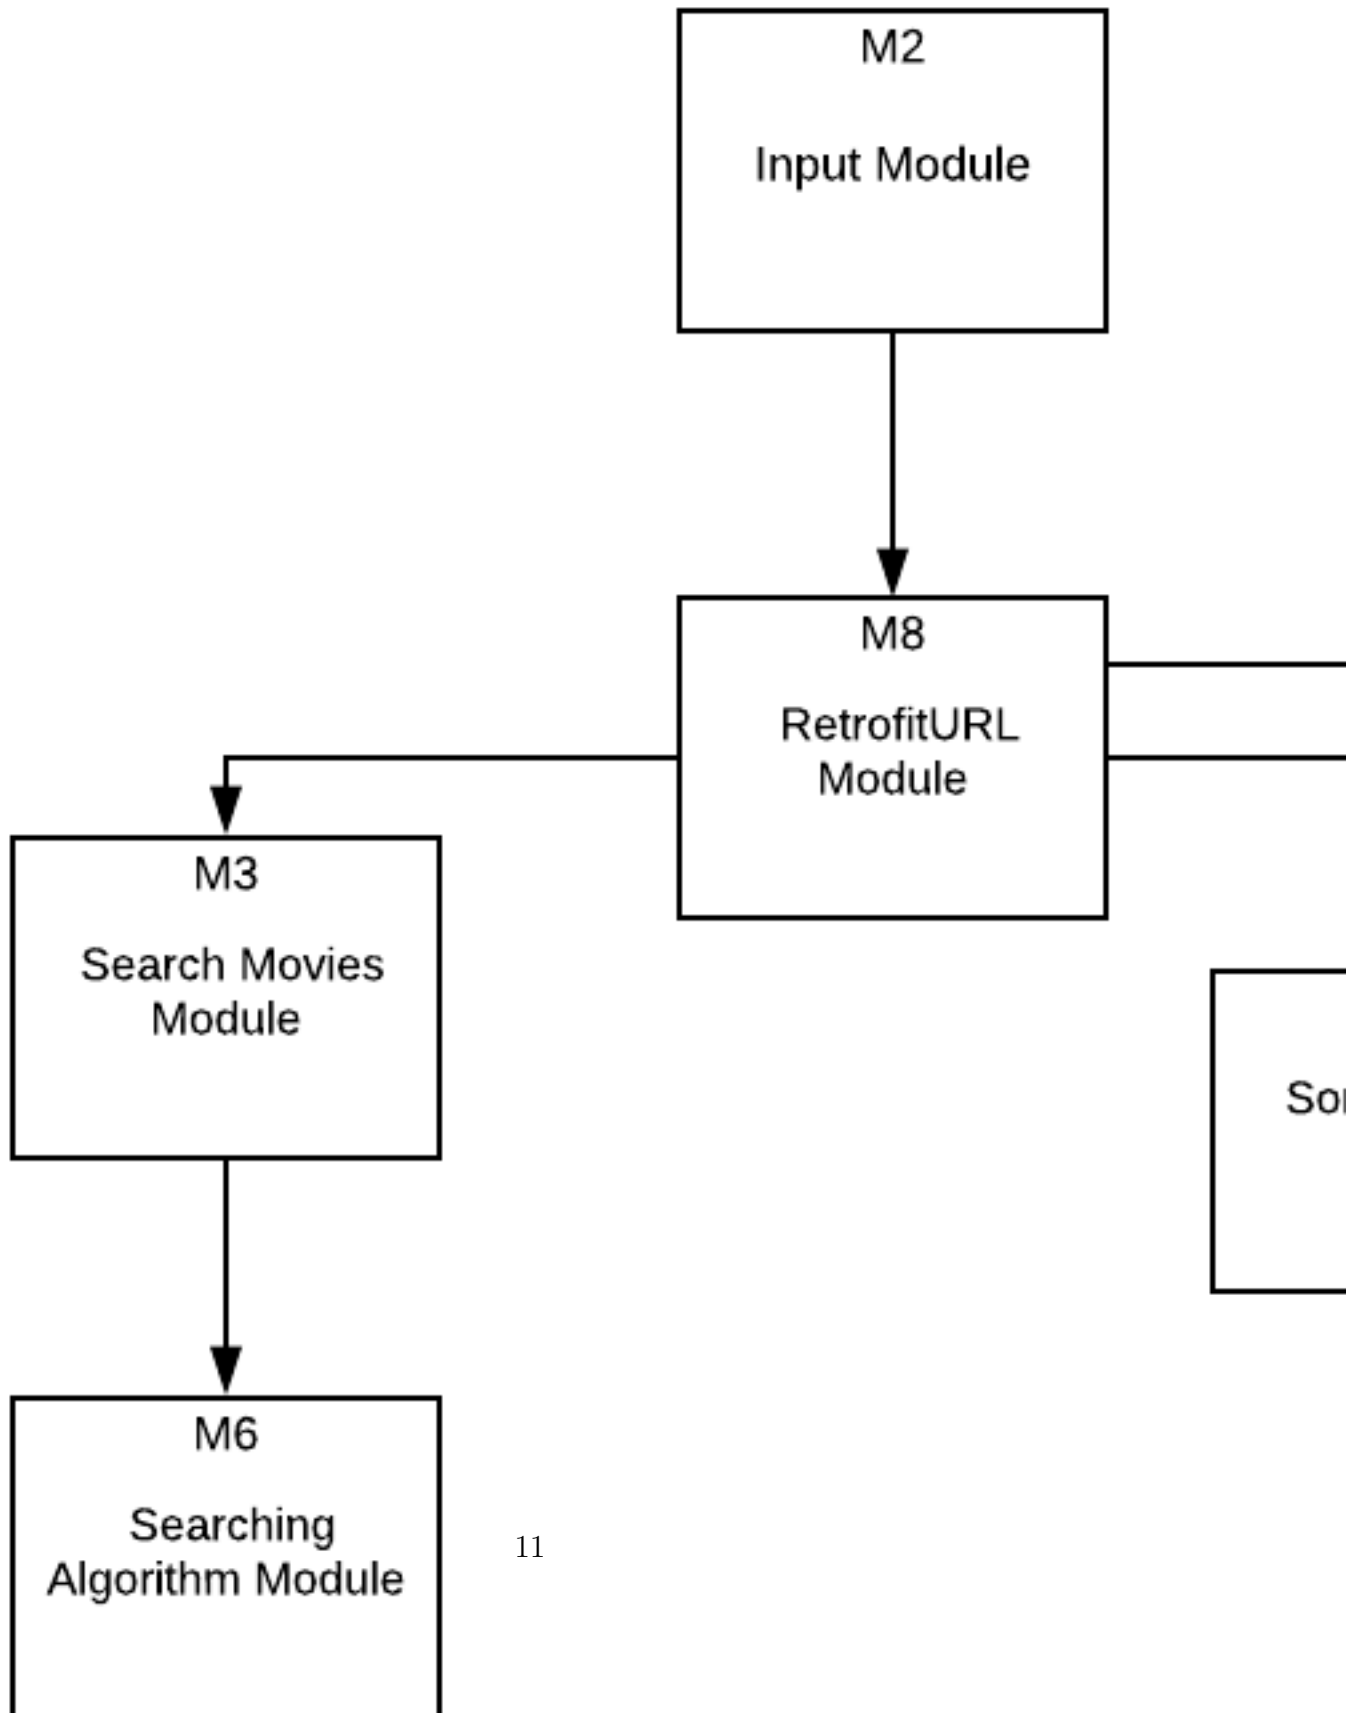 M2
Input Module
M8
RetrofitURL
Module
M3
Search Movies
Module
M6
Searching
Algorithm Module
11